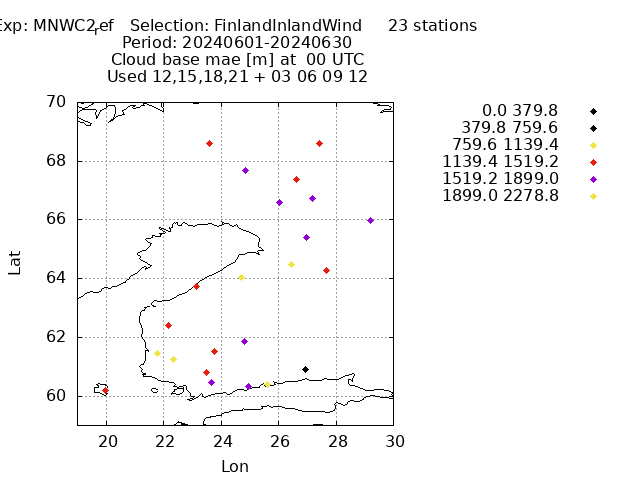 Exp: MNWC2ref   Selection: FinlandInlandWind     23 stations
Period: 20240601-20240630
Cloud base mae [m] at  00 UTC
Used 12,15,18,21 + 03 06 09 12
0.0 379.8
379.8 759.6
759.6 1139.4
1139.4 1519.2
1519.2 1899.0
1899.0 2278.8
70
68
66
64
62
60
Lat
20 22 24 26 28 30
Lon